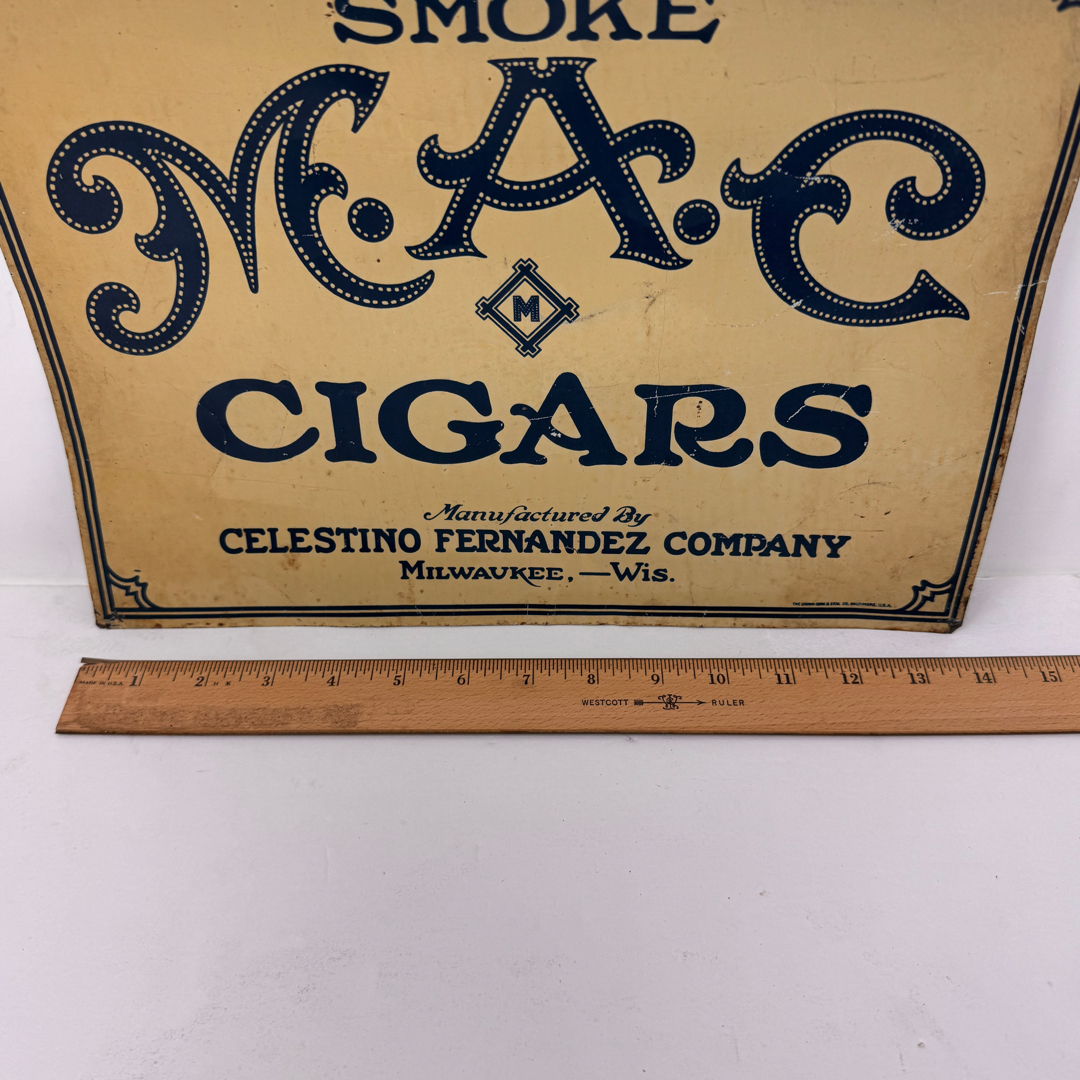 SMOKE
M.A.C
M
CIGARS
Manufactured By
CELESTINO FERNANDEZ COMPANY
MILWAUKEE, —WIS.
MADE IN U.S.A.
1 2 3 4 5 6 7 8 9 10 11 12 13 14 15
WESTCOTT RULER